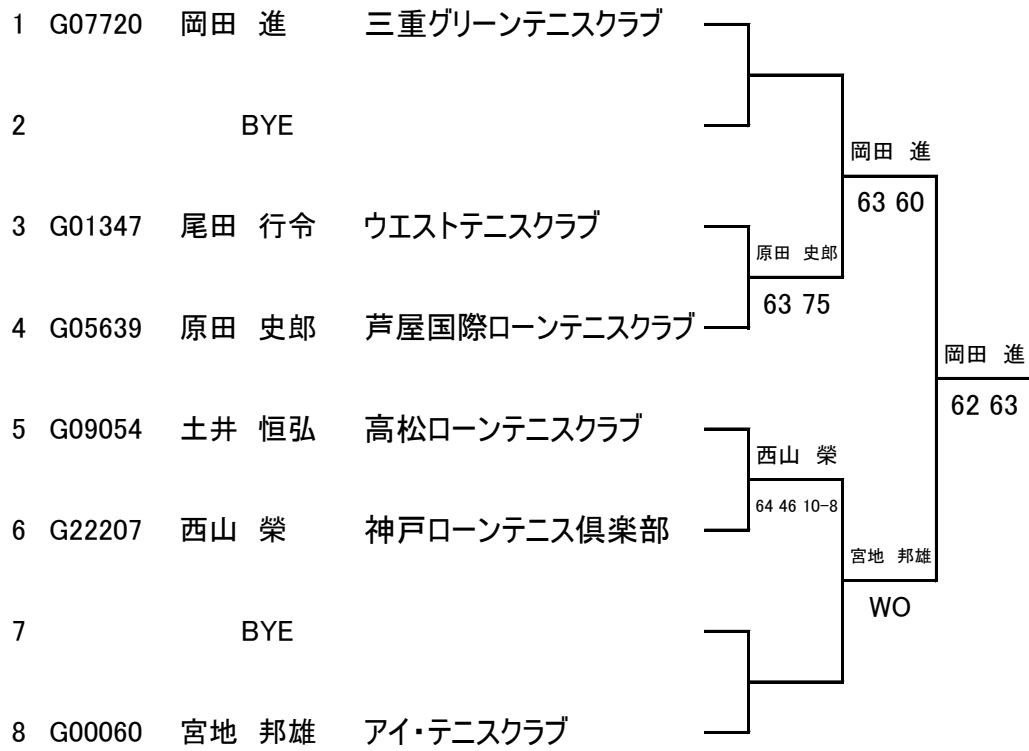 1 G07720 岡田 進 三重グリーンテニスクラブ
2 BYE
岡田 進
63 60
3 G01347 尾田 行令 ウエストテニスクラブ
原田 史郎
63 75
4 G05639 原田 史郎 芦屋国際ローンテニスクラブ
岡田 進
62 63
5 G09054 土井 恒弘 高松ローンテニスクラブ
西山 榮
64 46 10-8
6 G22207 西山 榮 神戸ローンテニス倶楽部
宮地 邦雄
WO
7 BYE
8 G00060 宮地 邦雄 アイ・テニスクラブ